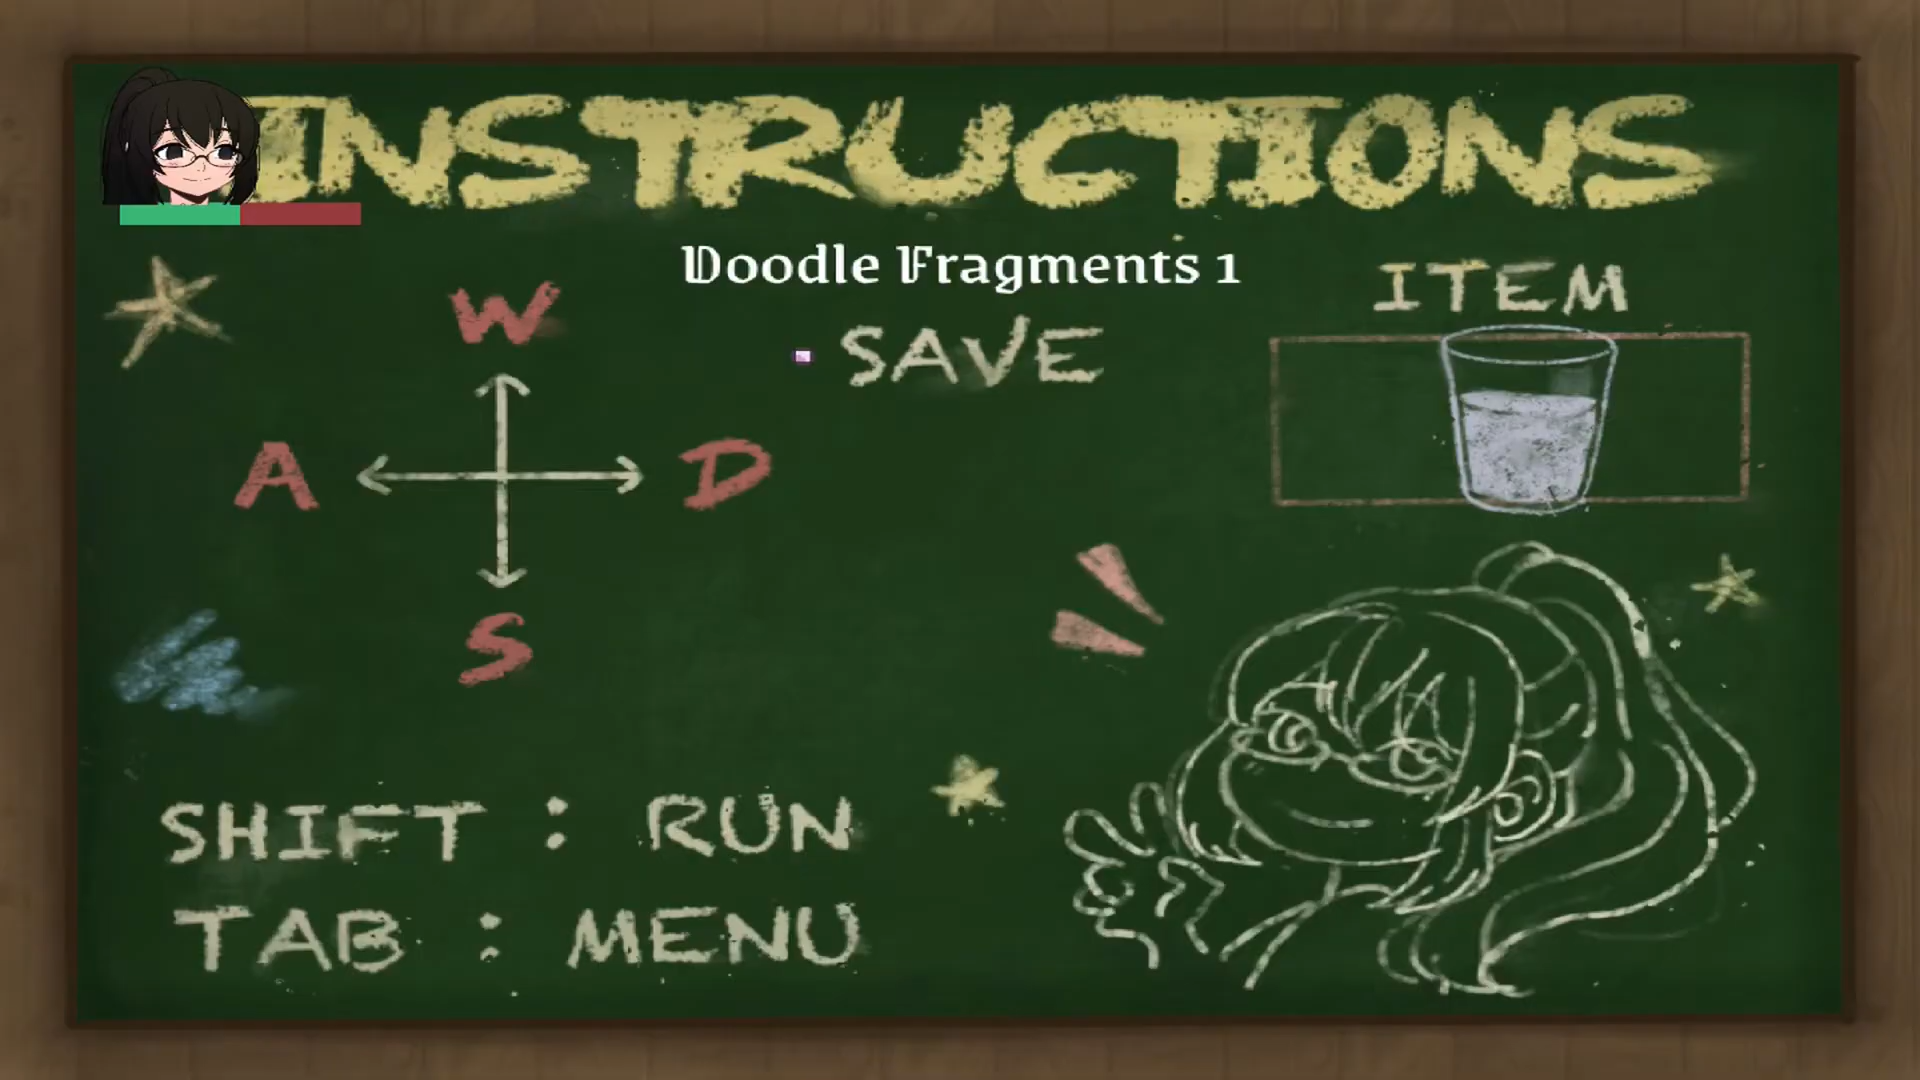 INSTRUCTIONS
Doodle Fragments 1
W
SAVE
ITEM
A
D
S
SHIFT : RUN
TAB : MENU